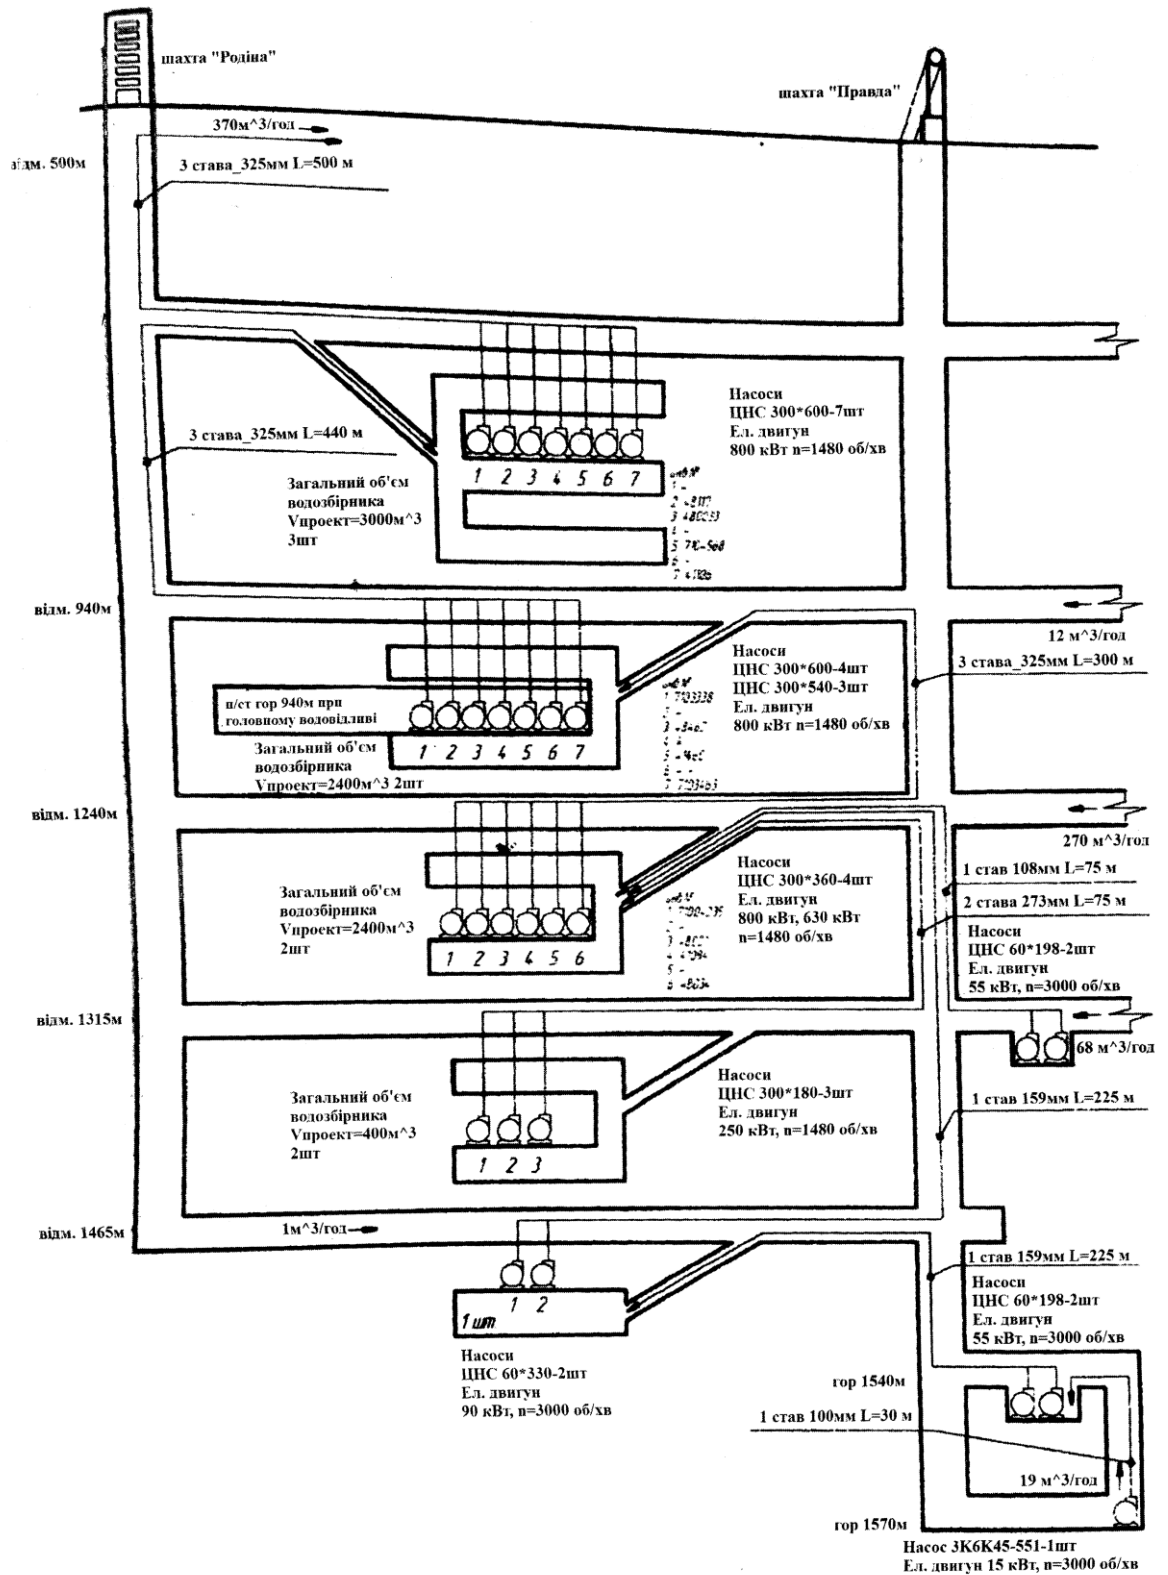 шахта "Родіна"
шахта "Правда"
370м^3/год
відм. 500м
3 става_325мм L=500 м
3 става_325мм L=440 м
Насоси
ЦНС 300*600-7шт
Ел. двигун
800 кВт n=1480 об/хв
1 2 3 4 5 6 7
Загальний об'єм
водозбірника
Vпроект=3000м^3
3шт
відм. 940м
12 м^3/год
3 става_325мм L=300 м
Насоси
ЦНС 300*600-4шт
ЦНС 300*540-3шт
Ел. двигун
800 кВт n=1480 об/хв
п/ст гор 940м при
головному водовідливі
1 2 3 4 5 6 7
Загальний об'єм
водозбірника
Vпроект=2400м^3 2шт
відм. 1240м
270 м^3/год
1 став 108мм L=75 м
2 става 273мм L=75 м
Насоси
ЦНС 60*198-2шт
Ел. двигун
55 кВт, n=3000 об/хв
Насоси
ЦНС 300*360-4шт
Ел. двигун
800 кВт, 630 кВт
n=1480 об/хв
Загальний об'єм
водозбірника
Vпроект=2400м^3
2шт
1 2 3 4 5 6
відм. 1315м
68 м^3/год
Насоси
ЦНС 300*180-3шт
Ел. двигун
250 кВт, n=1480 об/хв
Загальний об'єм
водозбірника
Vпроект=400м^3
2шт
1 2 3
1 став 159мм L=225 м
відм. 1465м
1м^3/год
1 2
1 шт
Насоси
ЦНС 60*330-2шт
Ел. двигун
90 кВт, n=3000 об/хв
1 став 159мм L=225 м
Насоси
ЦНС 60*198-2шт
Ел. двигун
55 кВт, n=3000 об/хв
гор 1540м
1 став 100мм L=30 м
19 м^3/год
гор 1570м
Насос 3К6К45-551-1шт
Ел. двигун 15 кВт, n=3000 об/хв